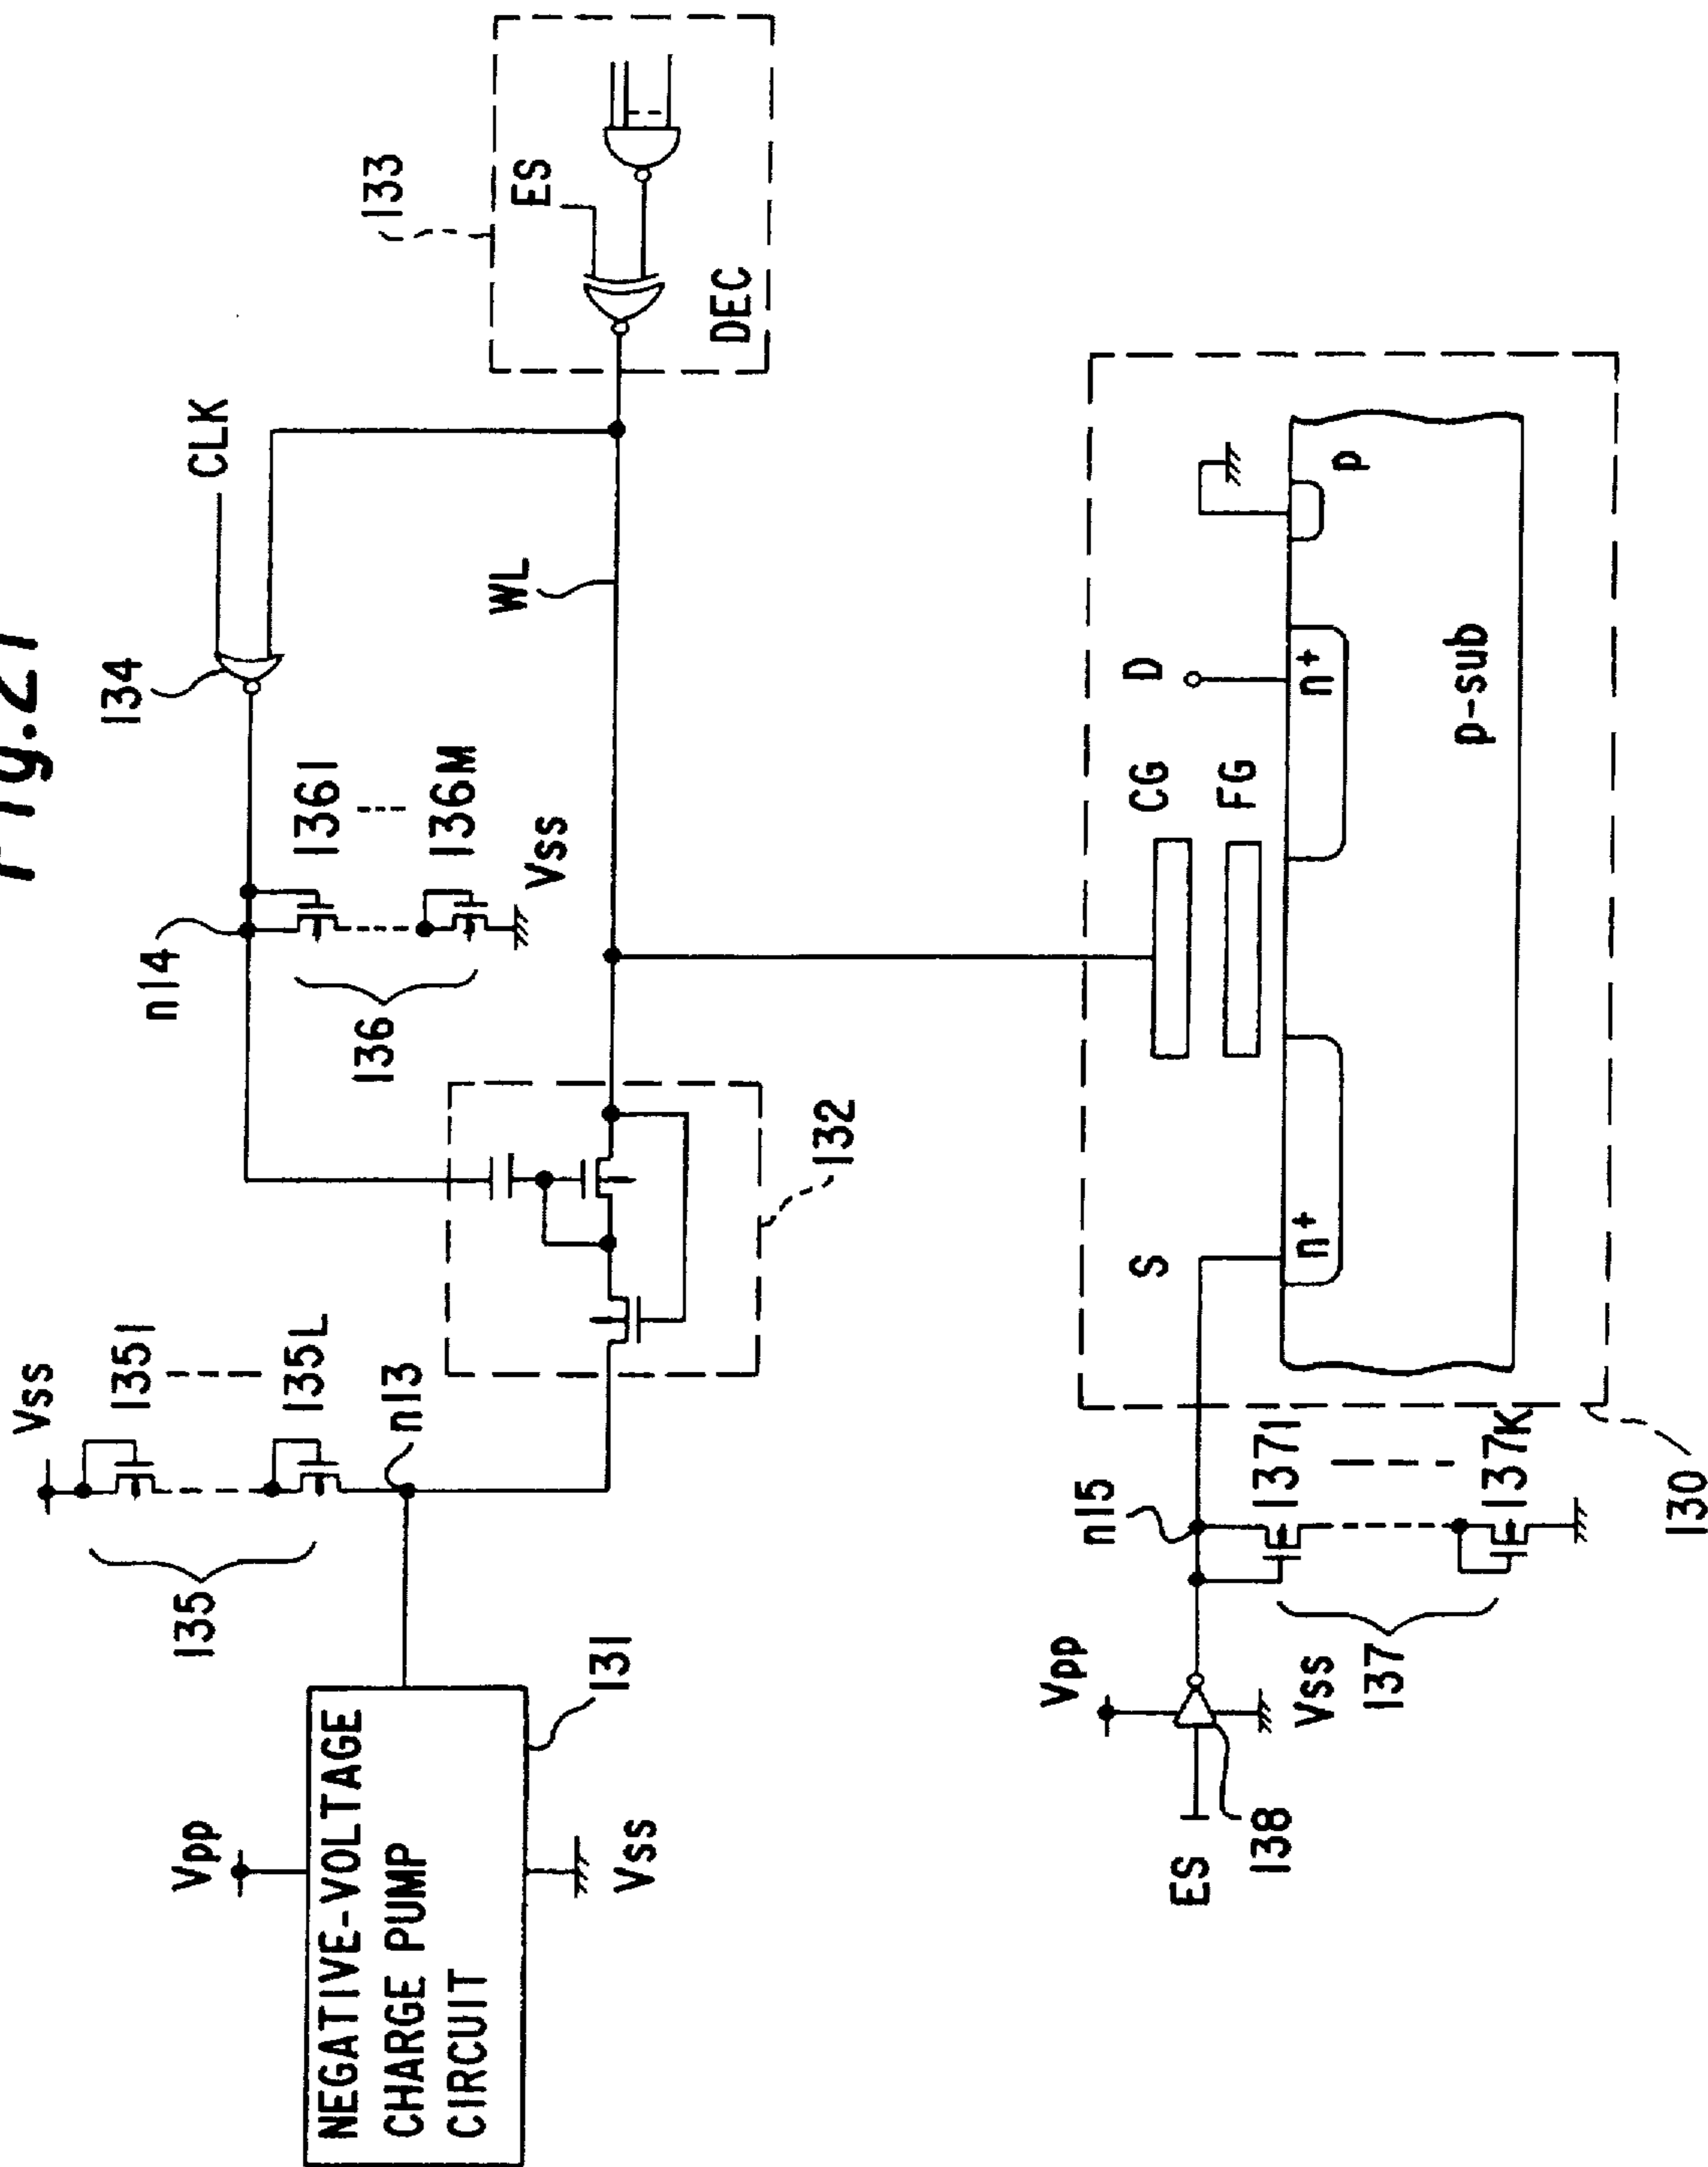 Fig.21
Vss
1351
135L
135
n13
Vpp
NEGATIVE-VOLTAGE
CHARGE PUMP
CIRCUIT
Vss
131
n14
134
CLK
1361
136M
136
Vss
132
WL
133
ES
DEC
Vpp
ES
138
Vss
n15
1371
137K
137
130
S
CG
FG
D
n+
n+
p
p-sub